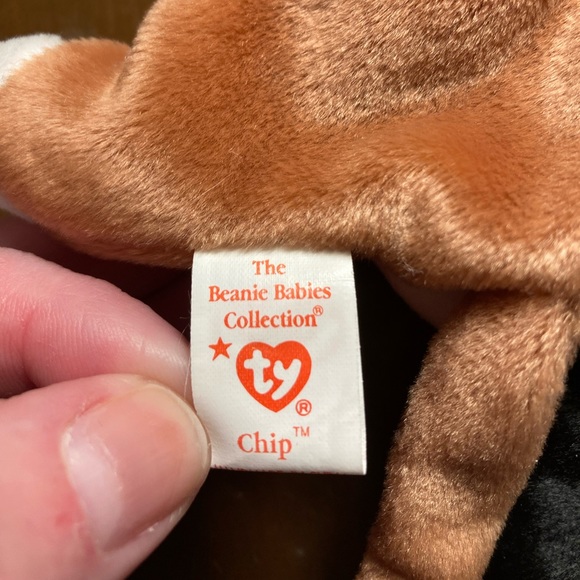 The
Beanie Babies
Collection®
ty®
Chip™